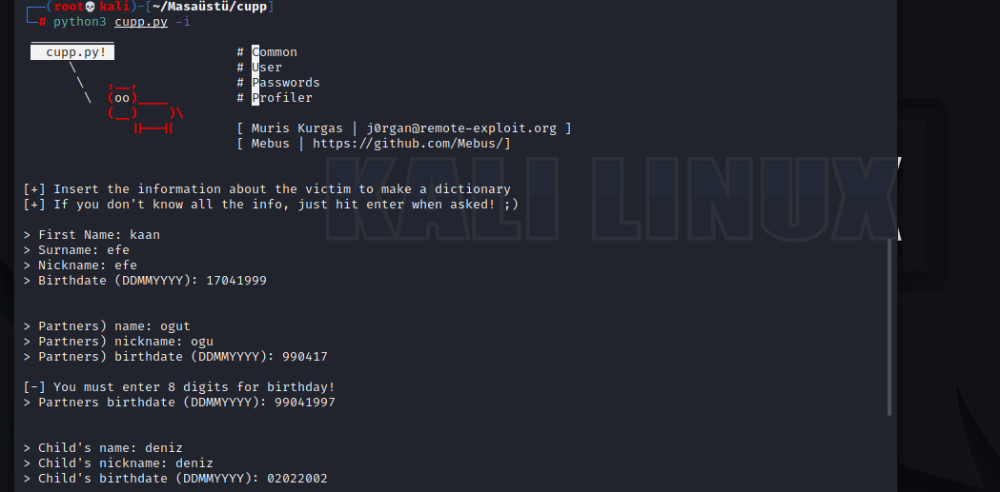 (root💀kali)-[~/Masaüstü/cupp]
# python3 cupp.py -i
cupp.py! # Common
\ # User
\ ,__, # Passwords
\ (oo)____ # Profiler
(__) )\
||--|| [ Muris Kurgas | j0rgan@remote-exploit.org ]
[ Mebus | https://github.com/Mebus/]
KALI LINUX
[+] Insert the information about the victim to make a dictionary
[+] If you don't know all the info, just hit enter when asked! ;)
> First Name: kaan
> Surname: efe
> Nickname: efe
> Birthdate (DDMMYYYY): 17041999
> Partners) name: ogut
> Partners) nickname: ogu
> Partners) birthdate (DDMMYYYY): 990417
[-] You must enter 8 digits for birthday!
> Partners birthdate (DDMMYYYY): 99041997
> Child's name: deniz
> Child's nickname: deniz
> Child's birthdate (DDMMYYYY): 02022002